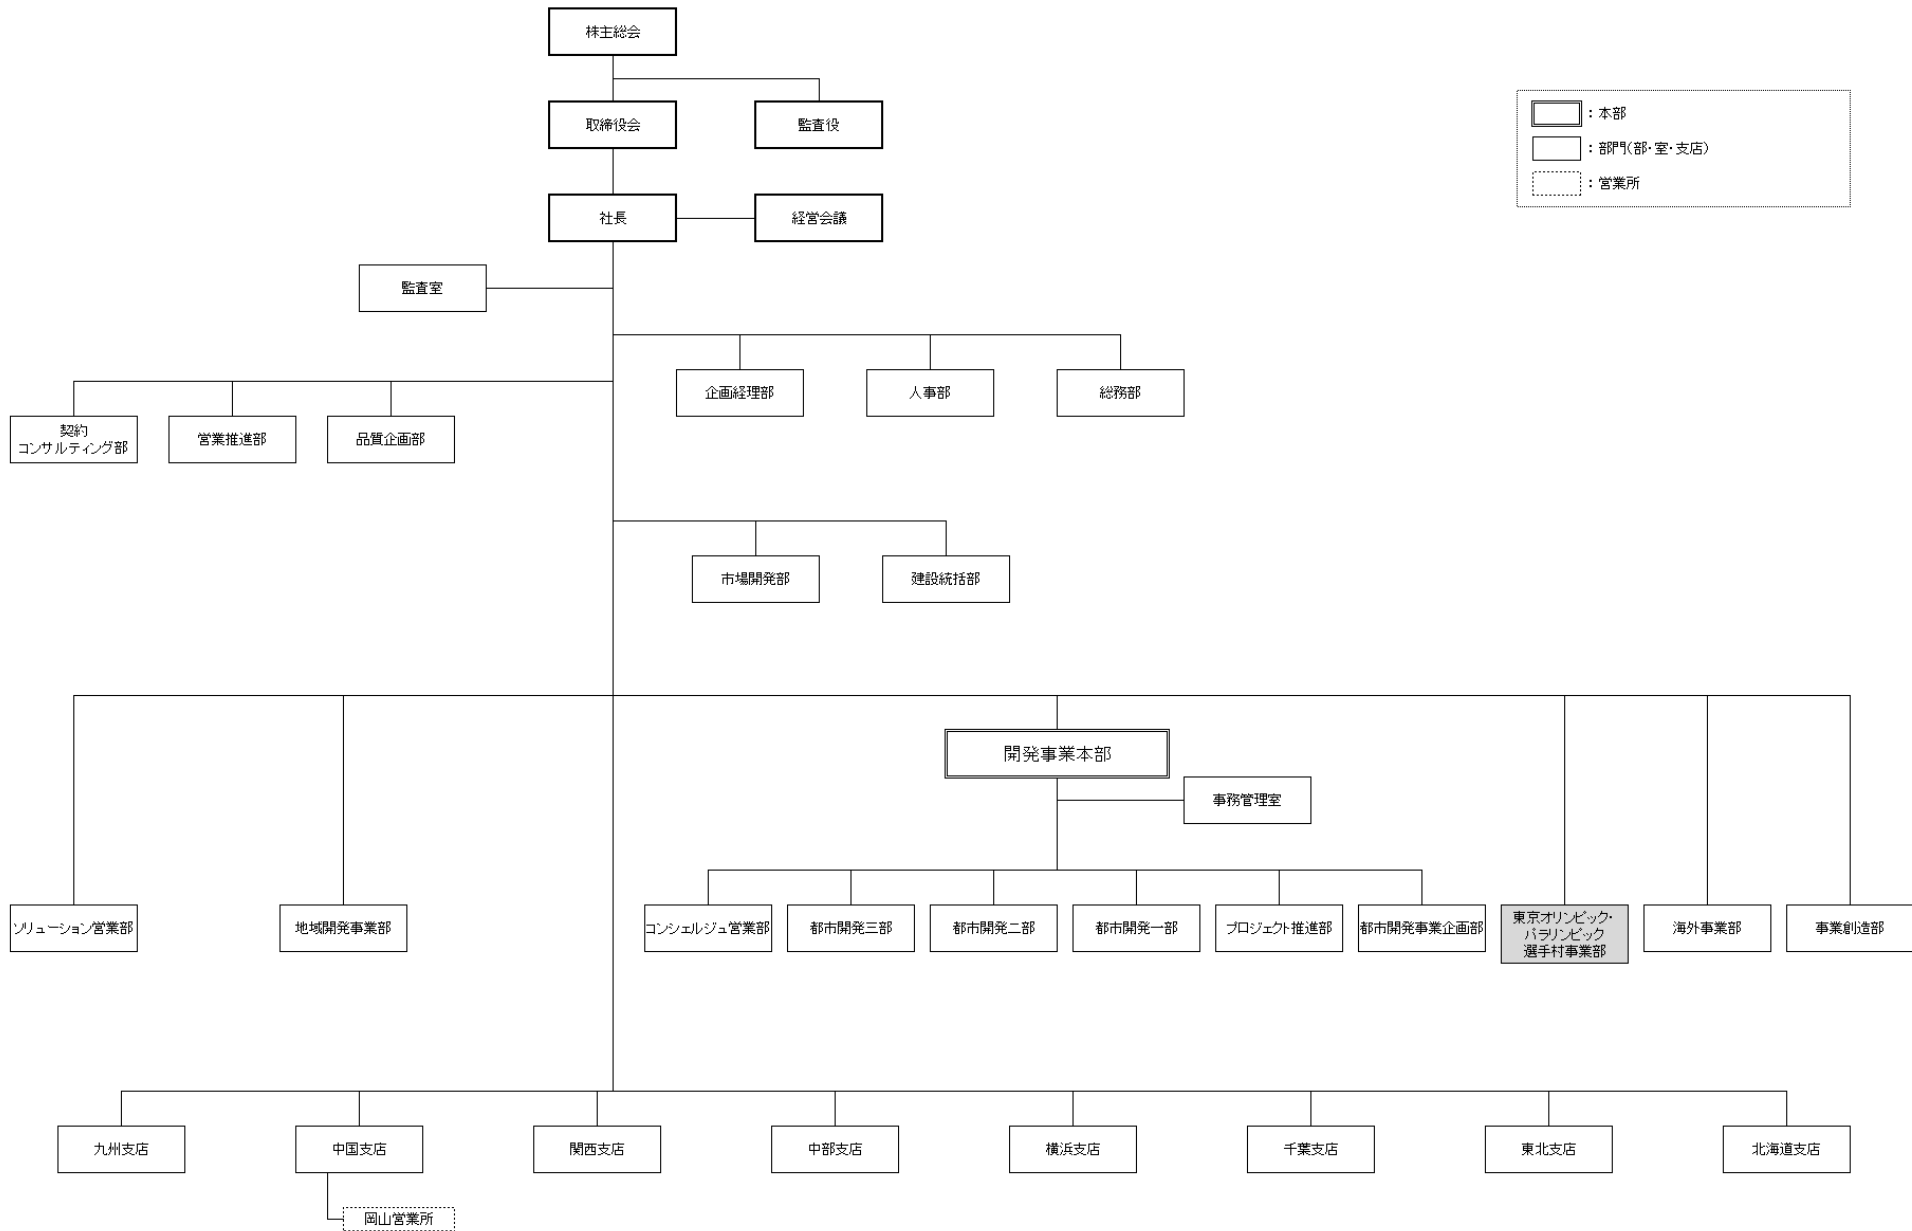 株主総会
取締役会
監査役
：本部
：部門(部・室・支店)
：営業所
社長
経営会議
監査室
企画経理部
人事部
総務部
契約
コンサルティング部
営業推進部
品質企画部
市場開発部
建設統括部
開発事業本部
事務管理室
ソリューション営業部
地域開発事業部
コンシェルジュ営業部
都市開発三部
都市開発二部
都市開発一部
プロジェクト推進部
都市開発事業企画部
東京オリンピック・
パラリンピック
選手村事業部
海外事業部
事業創造部
九州支店
中国支店
関西支店
中部支店
横浜支店
千葉支店
東北支店
北海道支店
岡山営業所